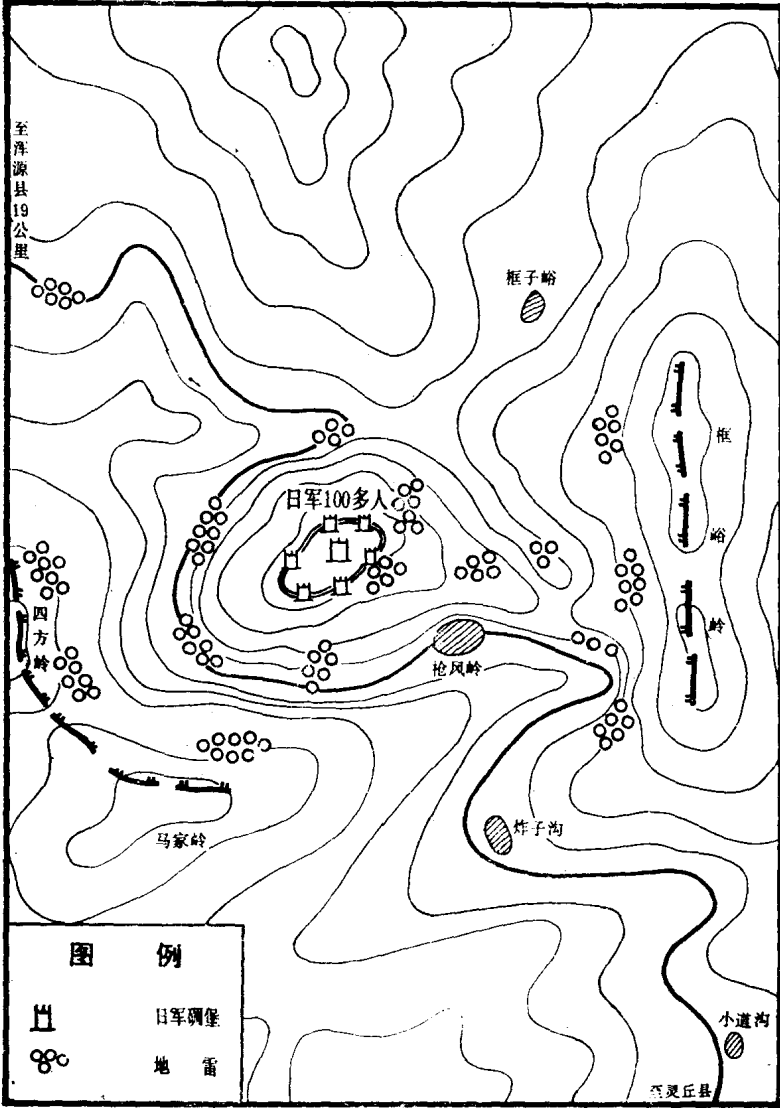 至浑源县19公里
框子峪
框峪岭
日军100多人
四方岭
枪风岭
马家岭
炸子沟
小道沟
至灵丘县
图 例
日军碉堡
地 雷